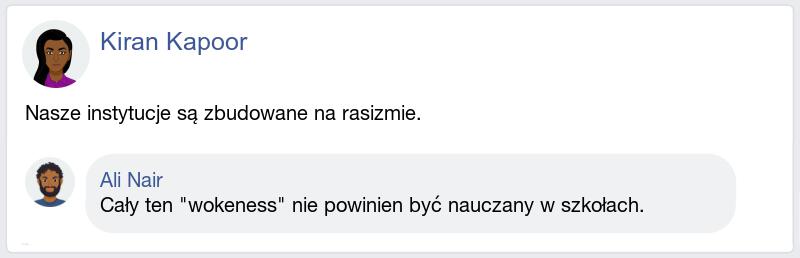 Kiran Kapoor
Nasze instytucje są zbudowane na rasizmie.
Ali Nair
Cały ten "wokeness" nie powinien być nauczany w szkołach.